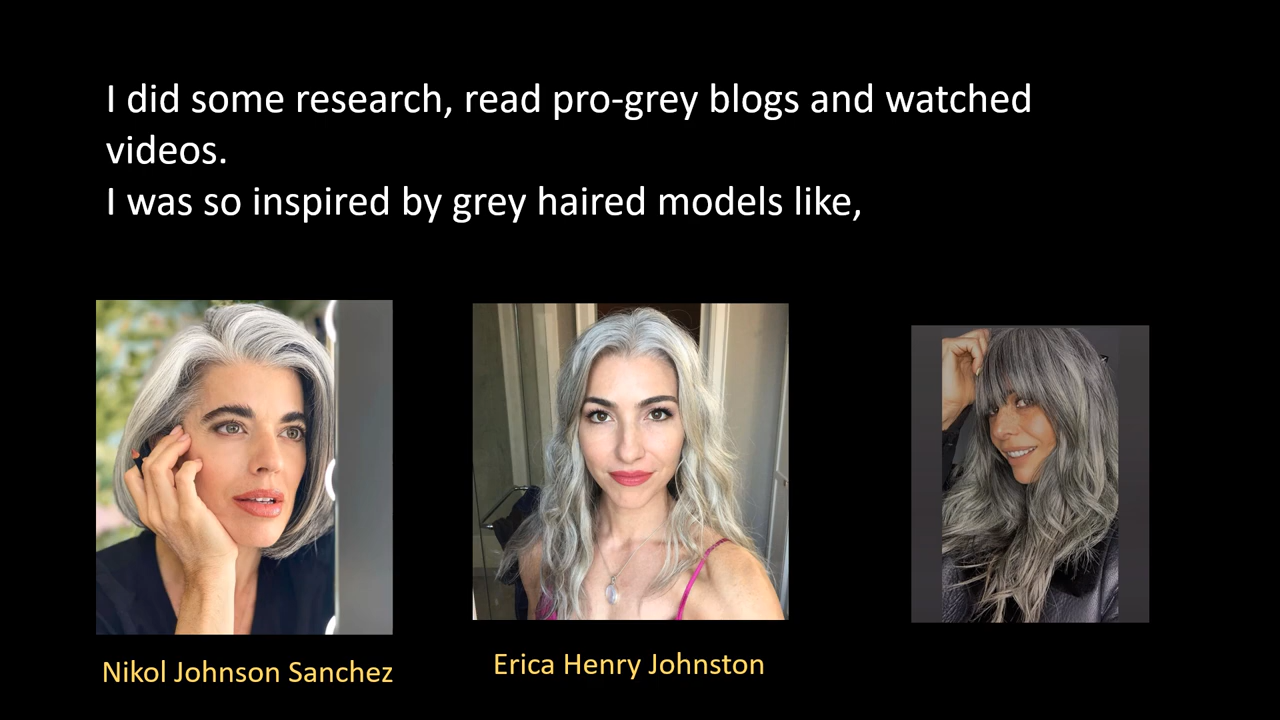 I did some research, read pro-grey blogs and watched
videos.
I was so inspired by grey haired models like,
Nikol Johnson Sanchez
Erica Henry Johnston